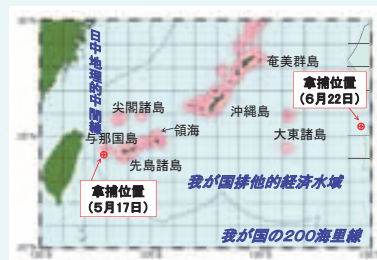 日中地理的中間線
奄美群島
拿捕位置
（6月22日）
尖閣諸島
沖縄島
与那国島
領海
大東諸島
先島諸島
拿捕位置
（5月17日）
我が国排他的経済水域
我が国の200海里線